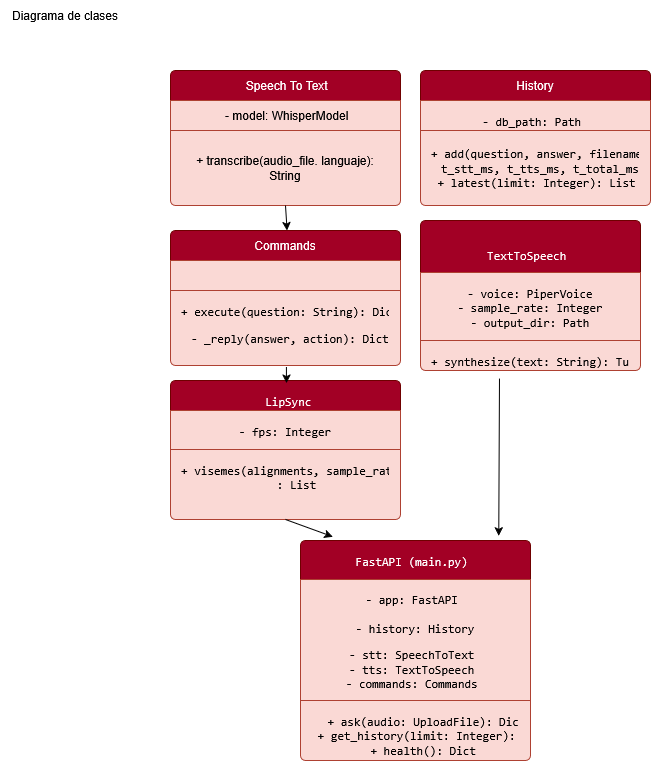 Diagrama de clases
Speech To Text
- model: WhisperModel
+ transcribe(audio_file. languaje):
String
History
- db_path: Path
+ add(question, answer, filename
t_stt_ms, t_tts_ms, t_total_ms
+ latest(limit: Integer): List
Commands
+ execute(question: String): Dic
- _reply(answer, action): Dict
TextToSpeech
- voice: PiperVoice
- sample_rate: Integer
- output_dir: Path
+ synthesize(text: String): Tu
LipSync
- fps: Integer
+ visemes(alignments, sample_rat
: List
FastAPI (main.py)
- app: FastAPI
- history: History
- stt: SpeechToText
- tts: TextToSpeech
- commands: Commands
+ ask(audio: UploadFile): Dic
+ get_history(limit: Integer):
+ health(): Dict